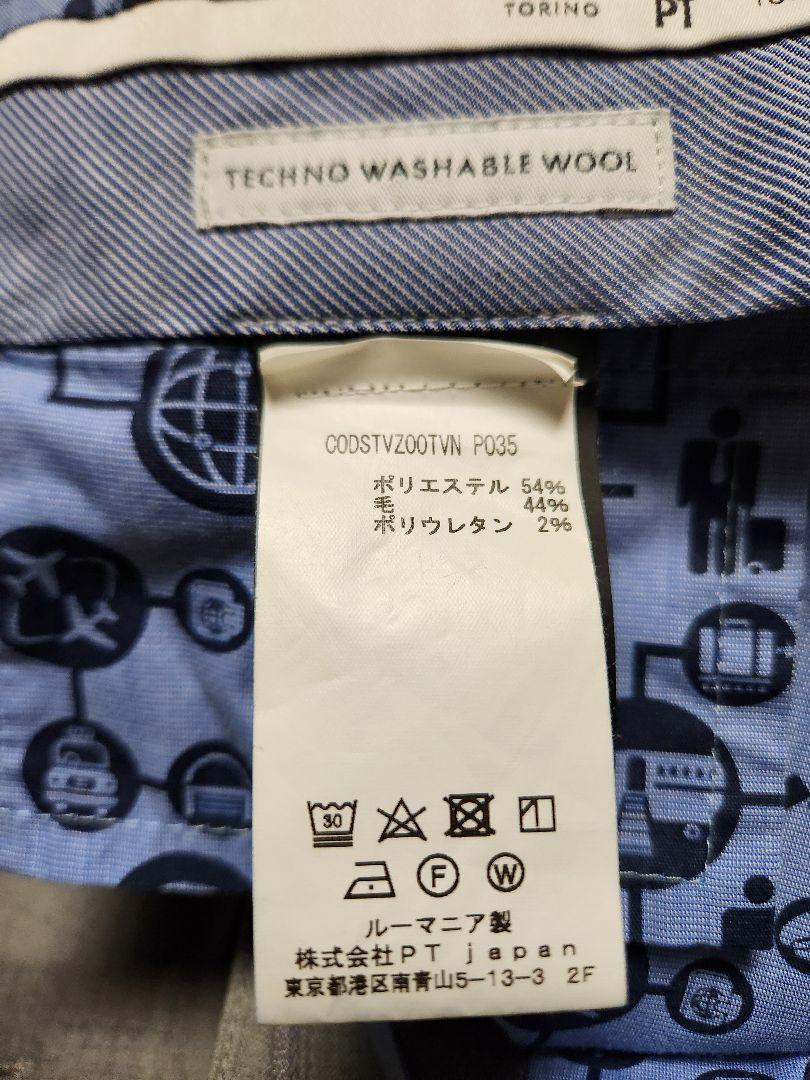 TORINO
PT
TECHNO WASHABLE WOOL
CODSTVZ00TVN P035
ポリエステル 54%
毛 44%
ポリウレタン 2%
30
F W
ルーマニア製
株式会社PT japan
東京都港区南青山5-13-3 2F